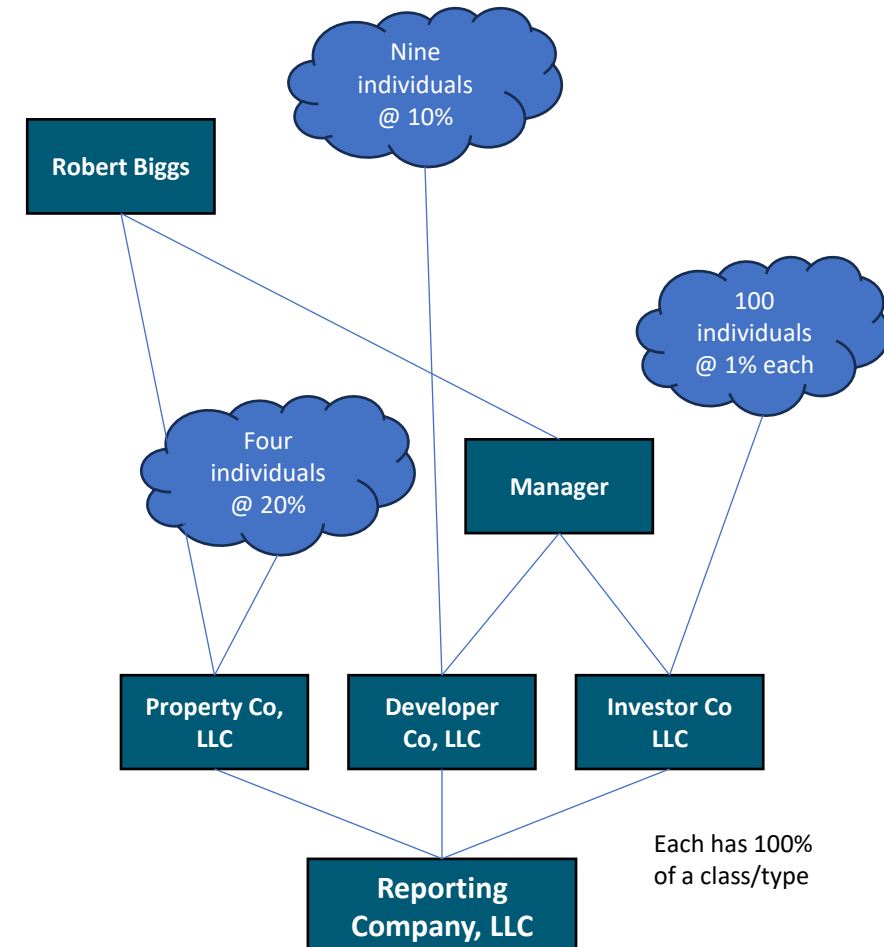 Nine
individuals
@ 10%
Robert Biggs
100
individuals
@ 1% each
Four
individuals
@ 20%
Manager
Property Co,
LLC
Developer
Co, LLC
Investor Co
LLC
Each has 100%
of a class/type
Reporting
Company, LLC